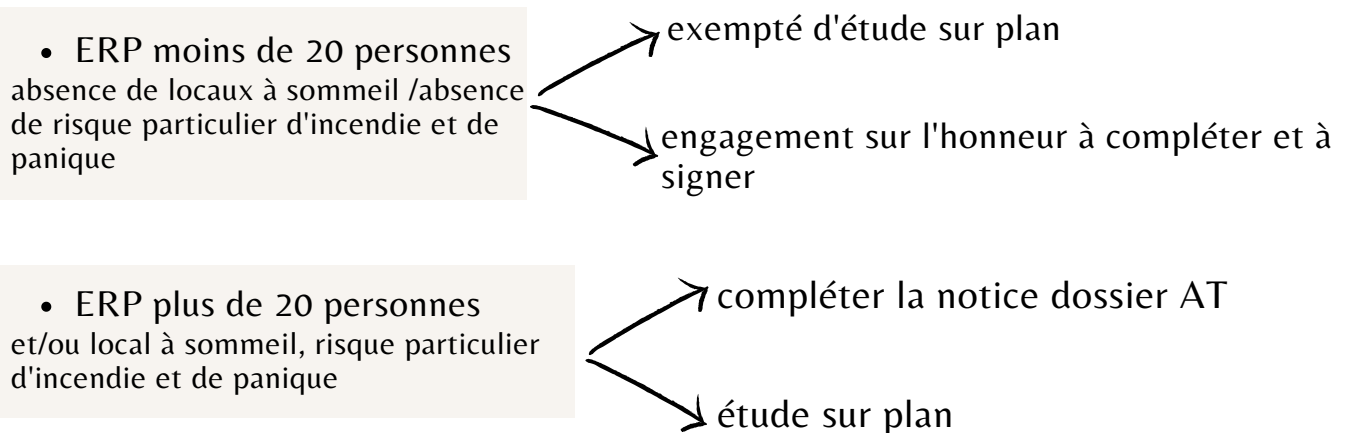 • ERP moins de 20 personnes
absence de locaux à sommeil /absence
de risque particulier d'incendie et de
panique
exempté d'étude sur plan
engagement sur l'honneur à compléter et à
signer
• ERP plus de 20 personnes
et/ou local à sommeil, risque particulier
d'incendie et de panique
compléter la notice dossier AT
étude sur plan